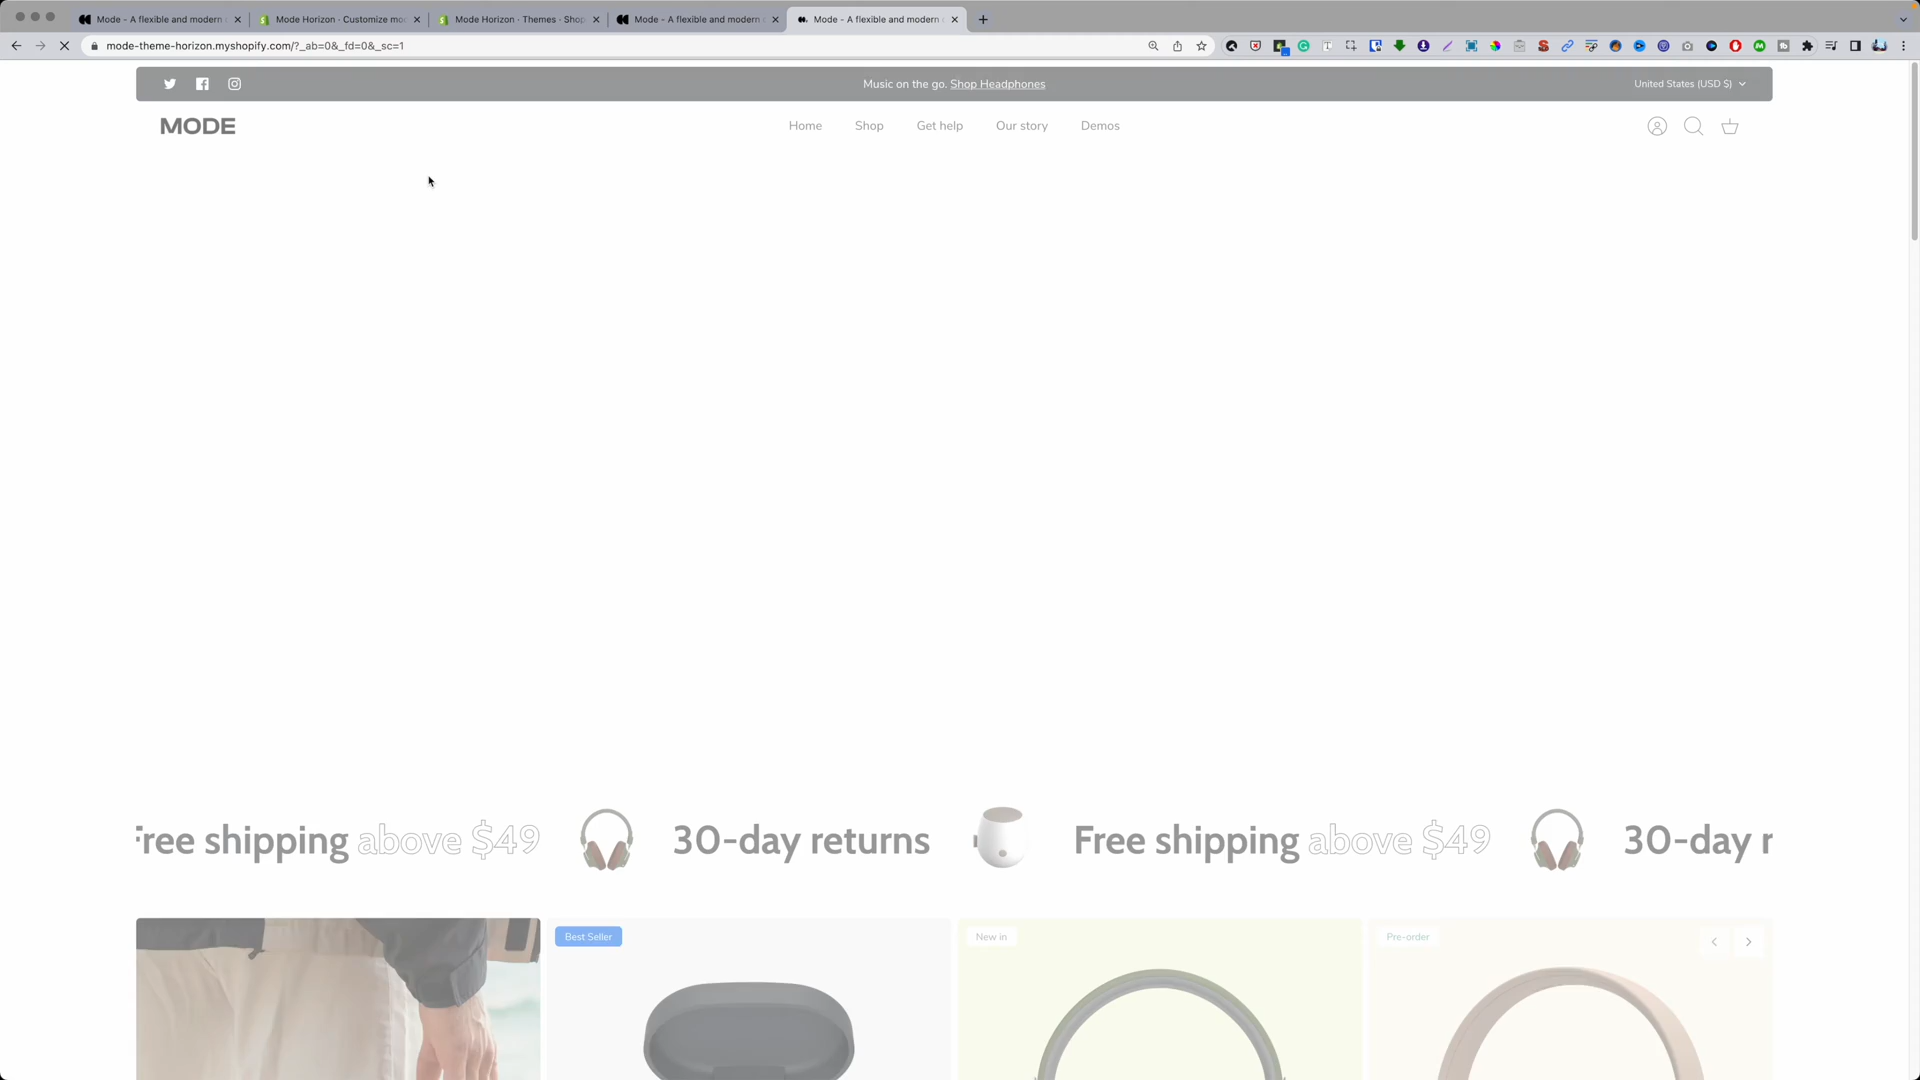 Mode - A flexible and modern
Mode Horizon · Customize mo
Mode Horizon · Themes · Shop
Mode - A flexible and modern
Mode - A flexible and modern
mode-theme-horizon.myshopify.com/?_ab=0&_fd=0&_sc=1
Music on the go. Shop Headphones
United States (USD $)
MODE
Home
Shop
Get help
Our story
Demos
Free shipping above $49
30-day returns
Free shipping above $49
30-day r
Best Seller
New in
Pre-order